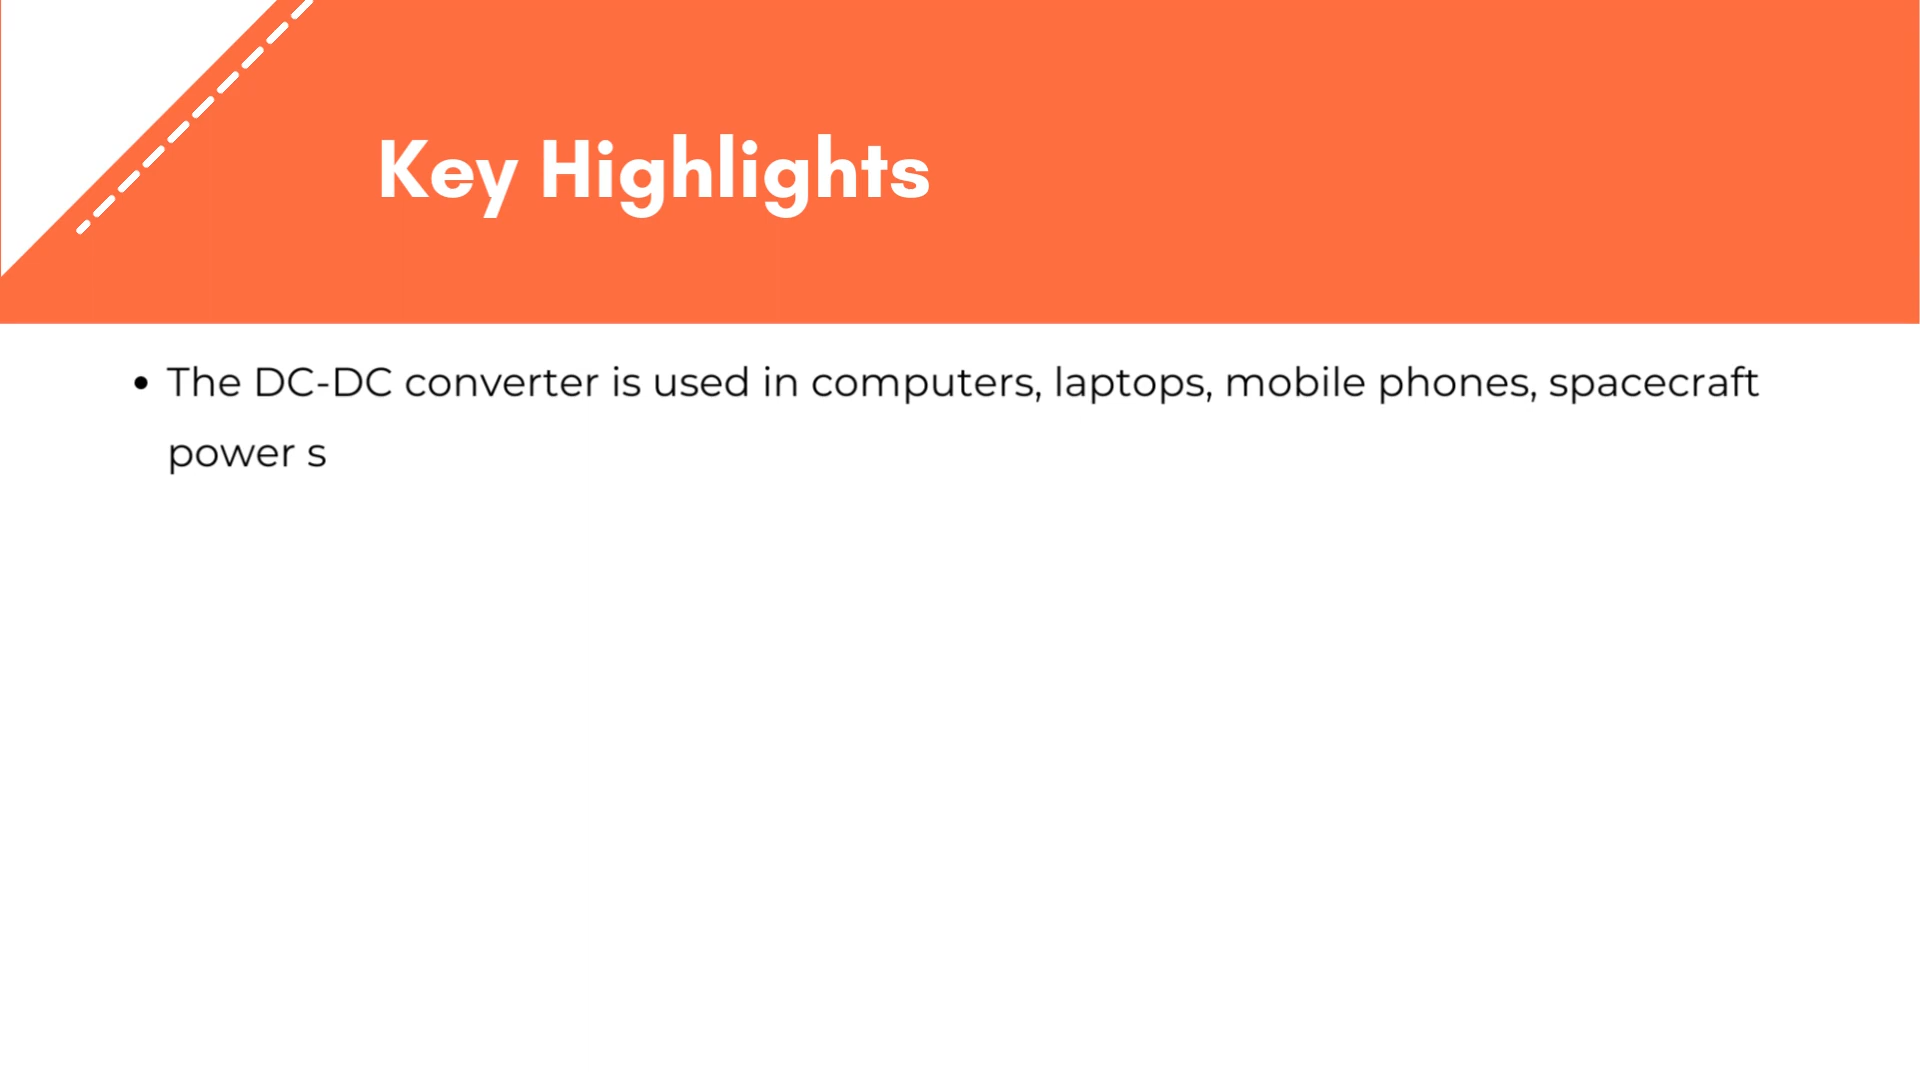 Key Highlights
• The DC-DC converter is used in computers, laptops, mobile phones, spacecraft
power s